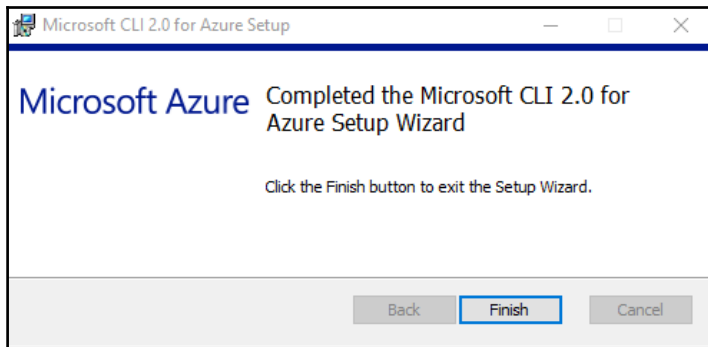 Microsoft CLI 2.0 for Azure Setup
Microsoft Azure
Completed the Microsoft CLI 2.0 for
Azure Setup Wizard
Click the Finish button to exit the Setup Wizard.
Back
Finish
Cancel